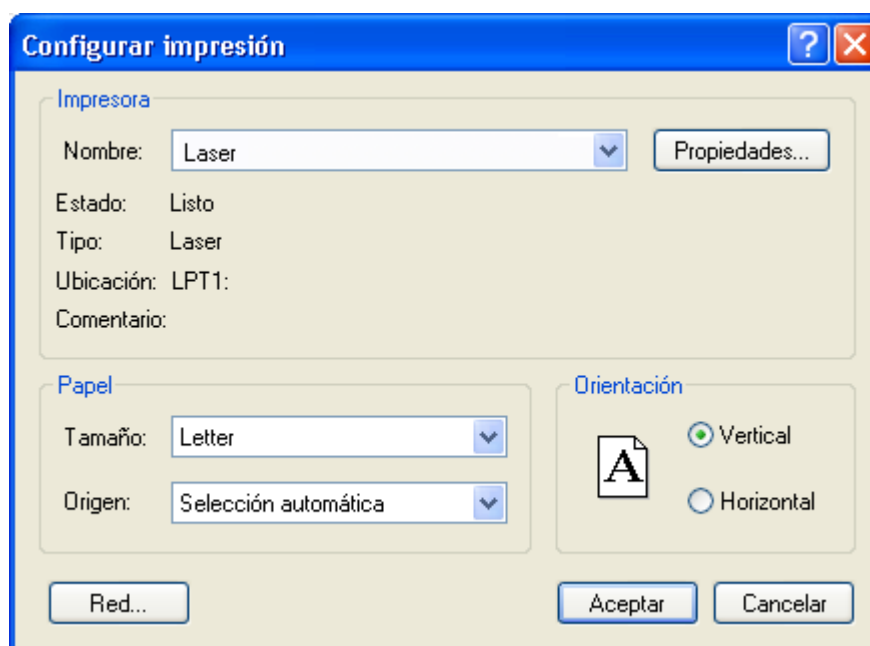 Configurar impresión
Impresora
Nombre: Laser Propiedades...
Estado: Listo
Tipo: Laser
Ubicación: LPT1:
Comentario:
Papel
Tamaño: Letter
Origen: Selección automática
Orientación
A
Vertical
Horizontal
Red... Aceptar Cancelar